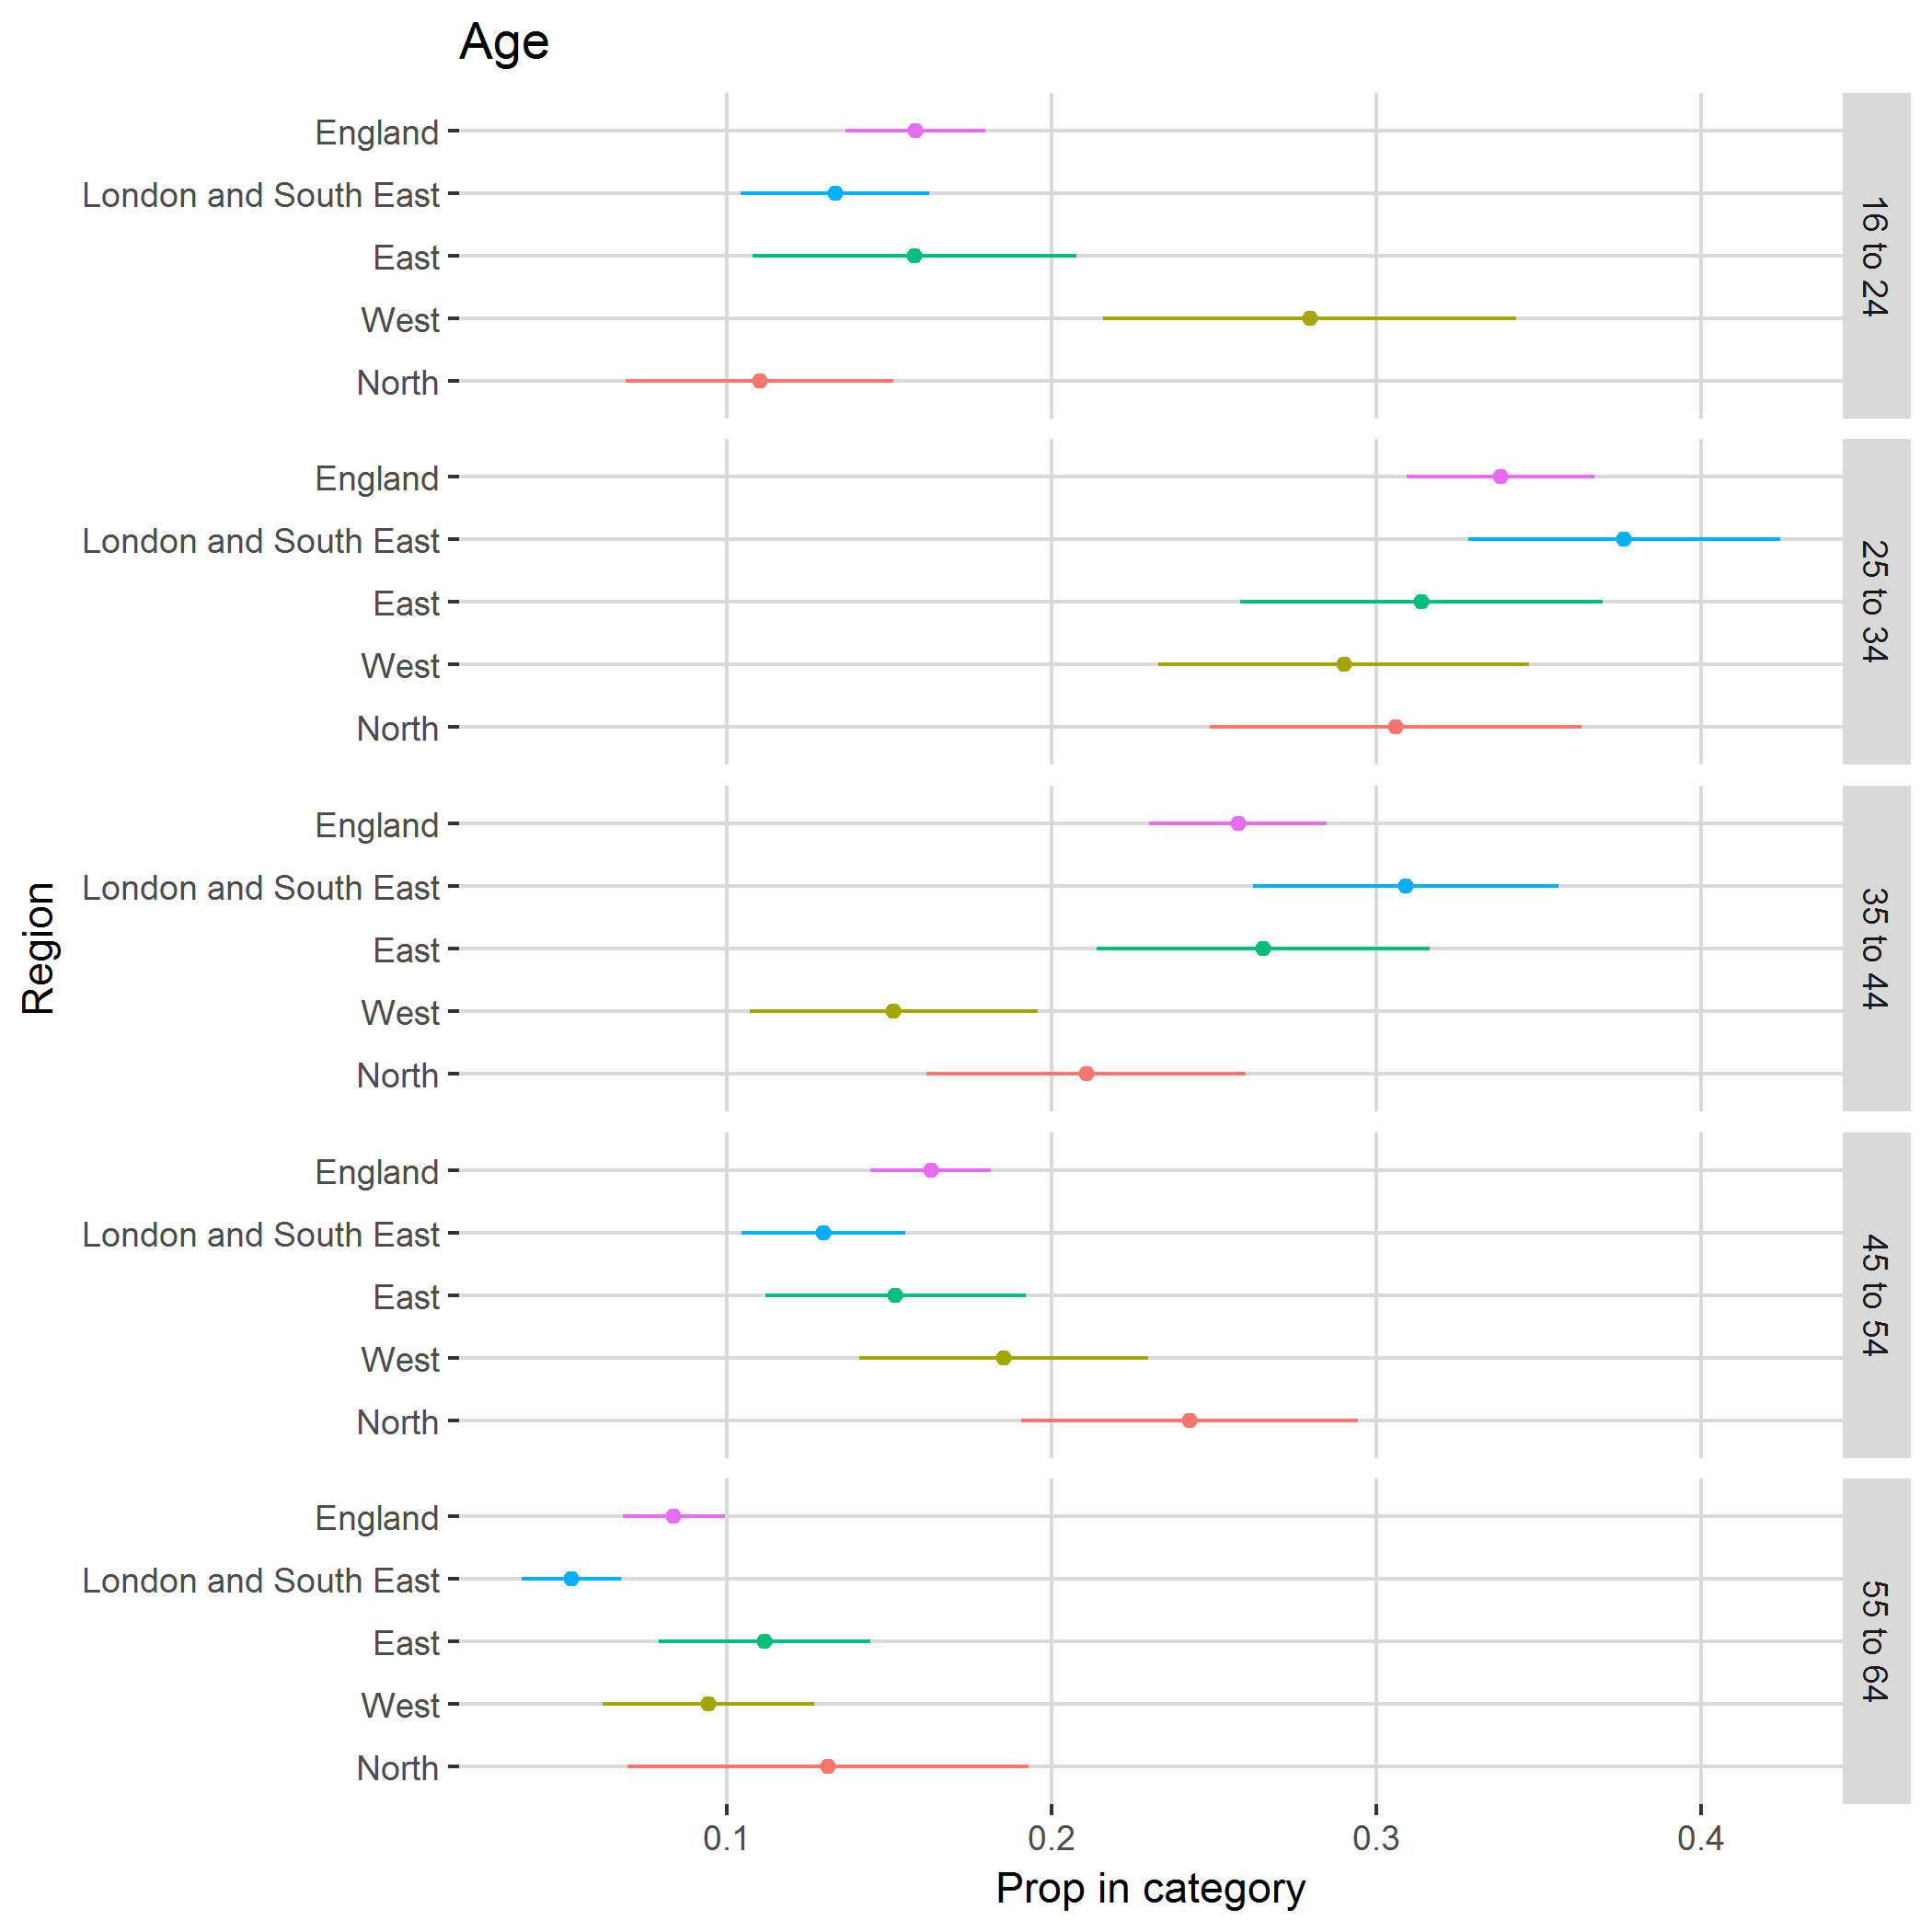 Age
England
London and South East
East
West
North
16 to 24
England
London and South East
East
West
North
25 to 34
England
London and South East
East
West
North
35 to 44
England
London and South East
East
West
North
45 to 54
England
London and South East
East
West
North
55 to 64
Region
0.1 0.2 0.3 0.4
Prop in category